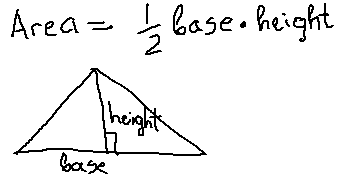 Area = 1/2 base · height
height
base